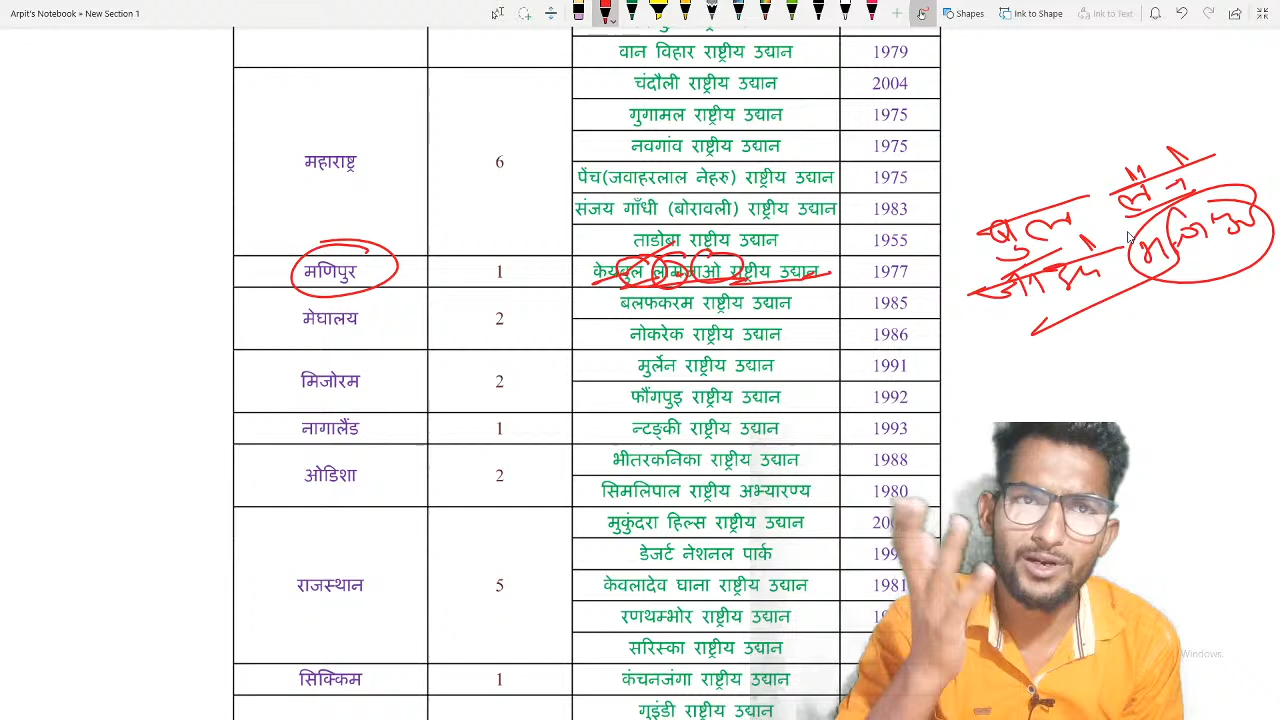 Arpit's Notebook » New Section 1
Shapes Ink to Shape Ink to Text
वान विहार राष्ट्रीय उद्यान 1979
चंदौली राष्ट्रीय उद्यान 2004
गुगामल राष्ट्रीय उद्यान 1975
नवगांव राष्ट्रीय उद्यान 1975
महाराष्ट्र 6
पेंच(जवाहरलाल नेहरु) राष्ट्रीय उद्यान 1975
संजय गाँधी (बोरावली) राष्ट्रीय उद्यान 1983
ताडोबा राष्ट्रीय उद्यान 1955
मणिपुर 1 केयबुल लामजाओ राष्ट्रीय उद्यान 1977
बुल
मणिपुर
मेघालय 2
बलफकरम राष्ट्रीय उद्यान 1985
नोकरेक राष्ट्रीय उद्यान 1986
मिजोरम 2
मुर्लेन राष्ट्रीय उद्यान 1991
फौंगपुइ राष्ट्रीय उद्यान 1992
नागालैंड 1 न्टङ्की राष्ट्रीय उद्यान 1993
ओडिशा 2
भीतरकनिका राष्ट्रीय उद्यान 1988
सिमलिपाल राष्ट्रीय अभ्यारण्य 1980
मुकुंदरा हिल्स राष्ट्रीय उद्यान
डेजर्ट नेशनल पार्क
राजस्थान 5
केवलादेव घाना राष्ट्रीय उद्यान 1981
रणथम्भोर राष्ट्रीय उद्यान
सरिस्का राष्ट्रीय उद्यान
Windows.
सिक्किम 1 कंचनजंगा राष्ट्रीय उद्यान
गुइंडी राष्ट्रीय उद्यान